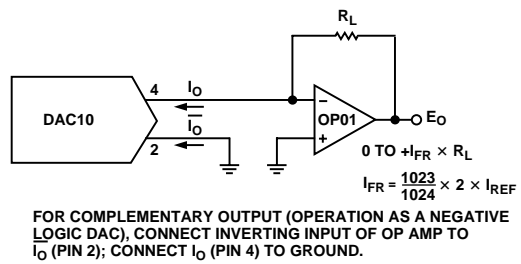 R_L
4
I_O
DAC10
I̅_O̅
2
−
+
OP01
E_O
0 TO +I_FR × R_L
I_FR = 1023/1024 × 2 × I_REF
FOR COMPLEMENTARY OUTPUT (OPERATION AS A NEGATIVE
LOGIC DAC), CONNECT INVERTING INPUT OF OP AMP TO
I̅_O̅ (PIN 2); CONNECT I_O (PIN 4) TO GROUND.